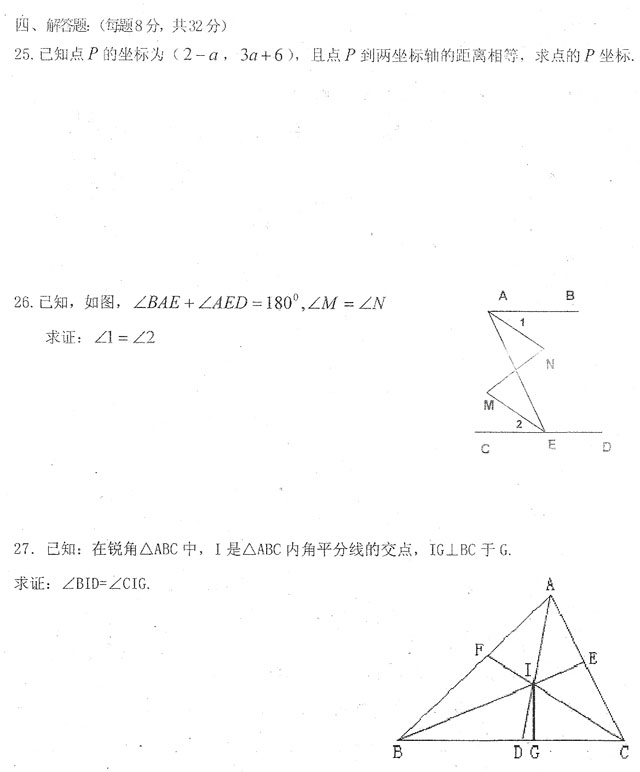 四、解答题:(每题8分,共32分)
25.已知点P的坐标为(2-a,3a+6),且点P到两坐标轴的距离相等,求点的P坐标.
26.已知,如图,∠BAE+∠AED=180⁰,∠M=∠N
求证:∠1=∠2
A B
1
N
M
2
C E D
27. 已知:在锐角△ABC中,I是△ABC内角平分线的交点,IG⊥BC于G.
求证:∠BID=∠CIG.
A
F
E
I
B D G C